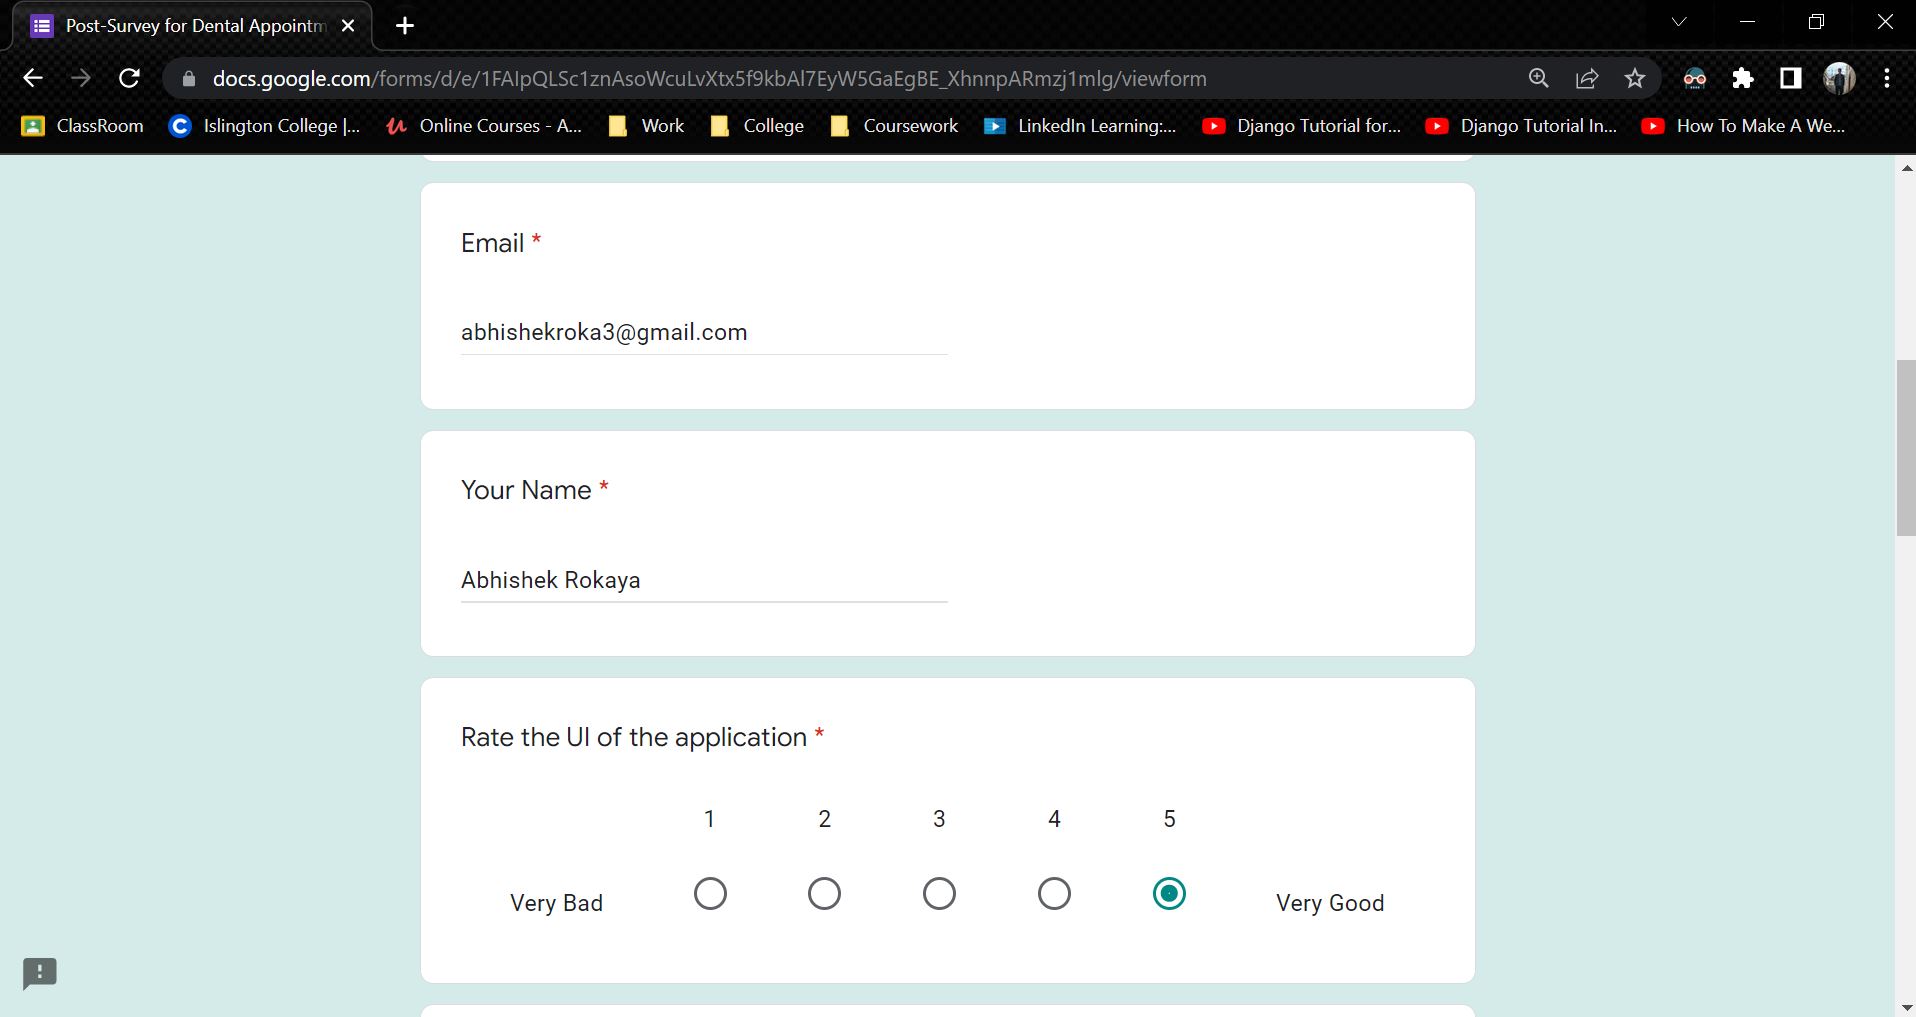 Post-Survey for Dental Appointm
docs.google.com/forms/d/e/1FAIpQLSc1znAsoWcuLvXtx5f9kbAl7EyW5GaEgBE_XhnnpARmzj1mlg/viewform
ClassRoom Islington College |... Online Courses - A... Work College Coursework LinkedIn Learning:... Django Tutorial for... Django Tutorial In... How To Make A We...
Email *
abhishekroka3@gmail.com
Your Name *
Abhishek Rokaya
Rate the UI of the application *
1 2 3 4 5
Very Bad Very Good